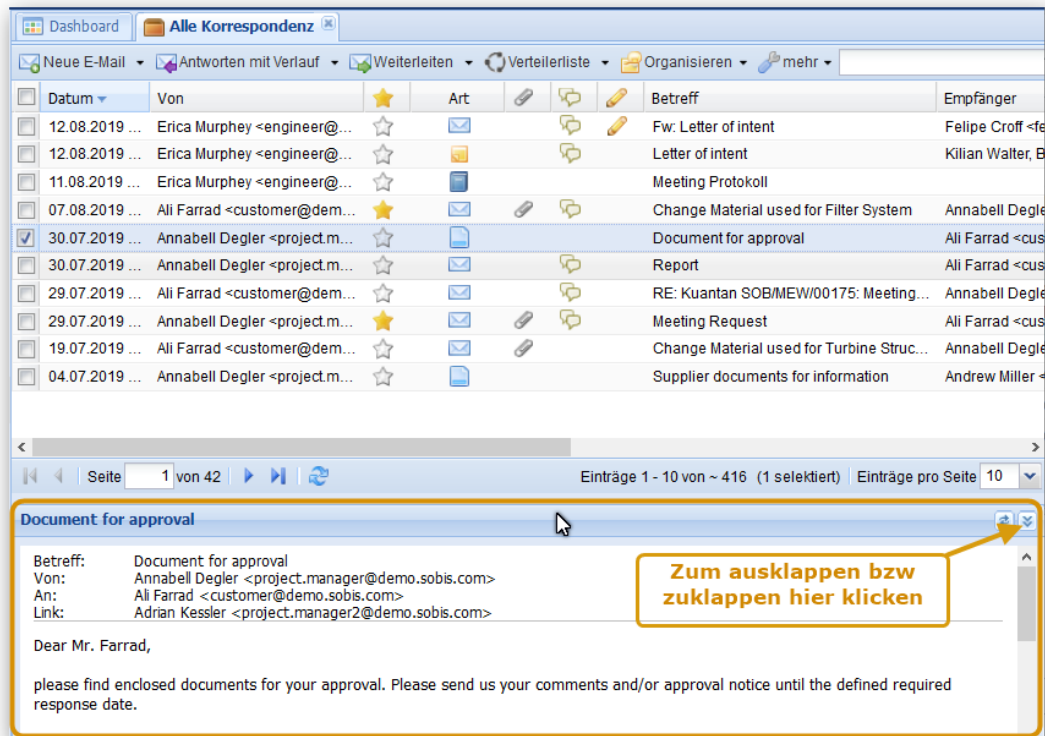 Dashboard Alle Korrespondenz
Neue E-Mail Antworten mit Verlauf Weiterleiten Verteilerliste Organisieren mehr
Datum Von Art Betreff Empfänger
12.08.2019 ... Erica Murphey <engineer@... Fw: Letter of intent Felipe Croff <fe
12.08.2019 ... Erica Murphey <engineer@... Letter of intent Kilian Walter, B
11.08.2019 ... Erica Murphey <engineer@... Meeting Protokoll
07.08.2019 ... Ali Farrad <customer@dem... Change Material used for Filter System Annabell Degle
30.07.2019 ... Annabell Degler <project.m... Document for approval Ali Farrad <cus
30.07.2019 ... Annabell Degler <project.m... Report Ali Farrad <cus
29.07.2019 ... Ali Farrad <customer@dem... RE: Kuantan SOB/MEW/00175: Meeting... Annabell Degle
29.07.2019 ... Annabell Degler <project.m... Meeting Request Ali Farrad <cus
19.07.2019 ... Ali Farrad <customer@dem... Change Material used for Turbine Struc... Annabell Degle
04.07.2019 ... Annabell Degler <project.m... Supplier documents for information Andrew Miller <
Seite 1 von 42 Einträge 1 - 10 von ~ 416 (1 selektiert) Einträge pro Seite 10
Document for approval
Betreff: Document for approval
Von: Annabell Degler <project.manager@demo.sobis.com>
An: Ali Farrad <customer@demo.sobis.com>
Link: Adrian Kessler <project.manager2@demo.sobis.com>
Zum ausklappen bzw
zuklappen hier klicken
Dear Mr. Farrad,
please find enclosed documents for your approval. Please send us your comments and/or approval notice until the defined required
response date.